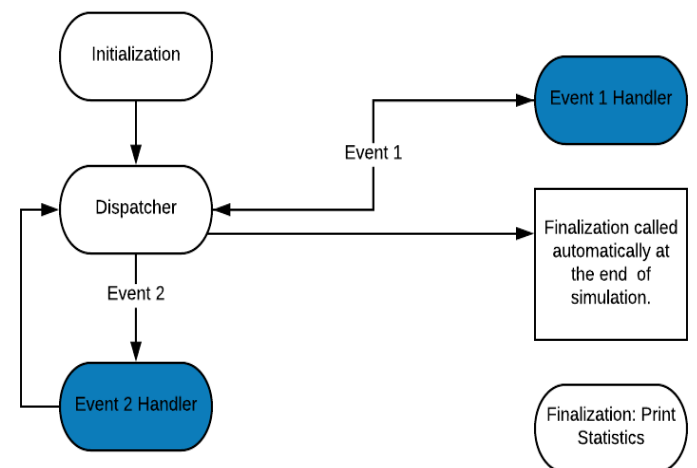 Initialization
Event 1 Handler
Event 1
Dispatcher
Finalization called
automatically at
the end of
simulation.
Event 2
Event 2 Handler
Finalization: Print
Statistics